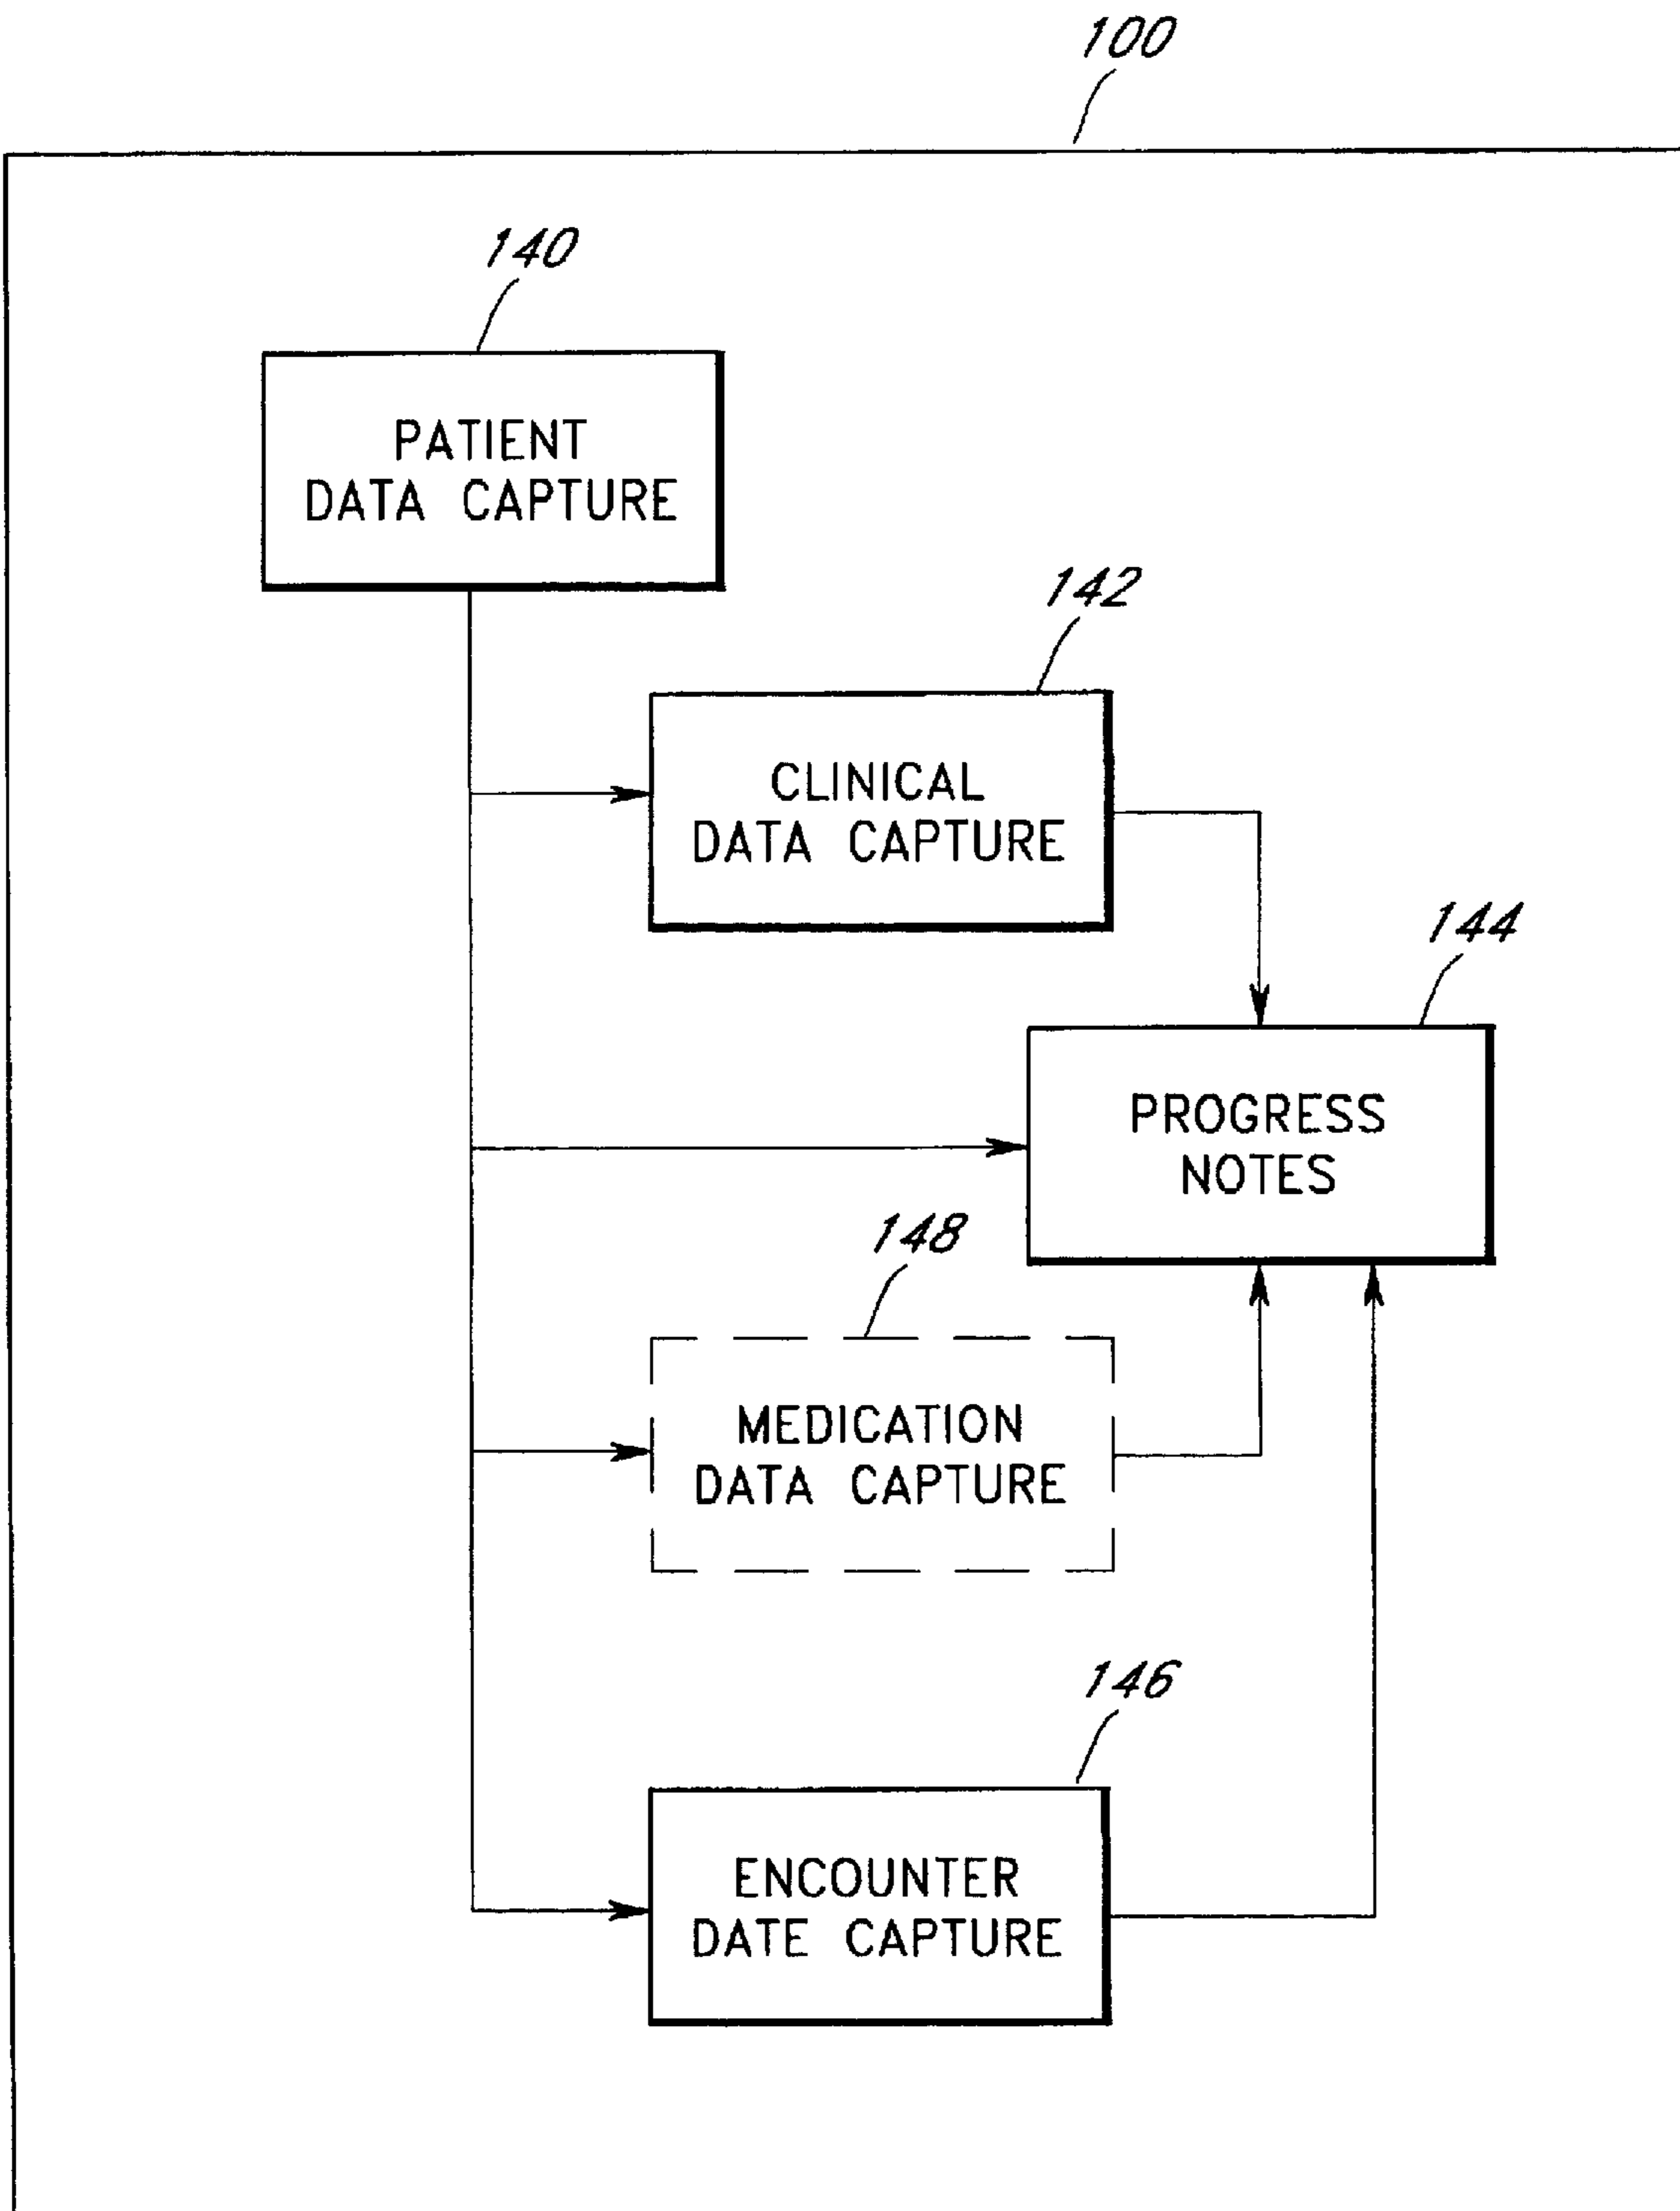 100
140
PATIENT
DATA CAPTURE
142
CLINICAL
DATA CAPTURE
144
PROGRESS
NOTES
148
MEDICATION
DATA CAPTURE
146
ENCOUNTER
DATE CAPTURE